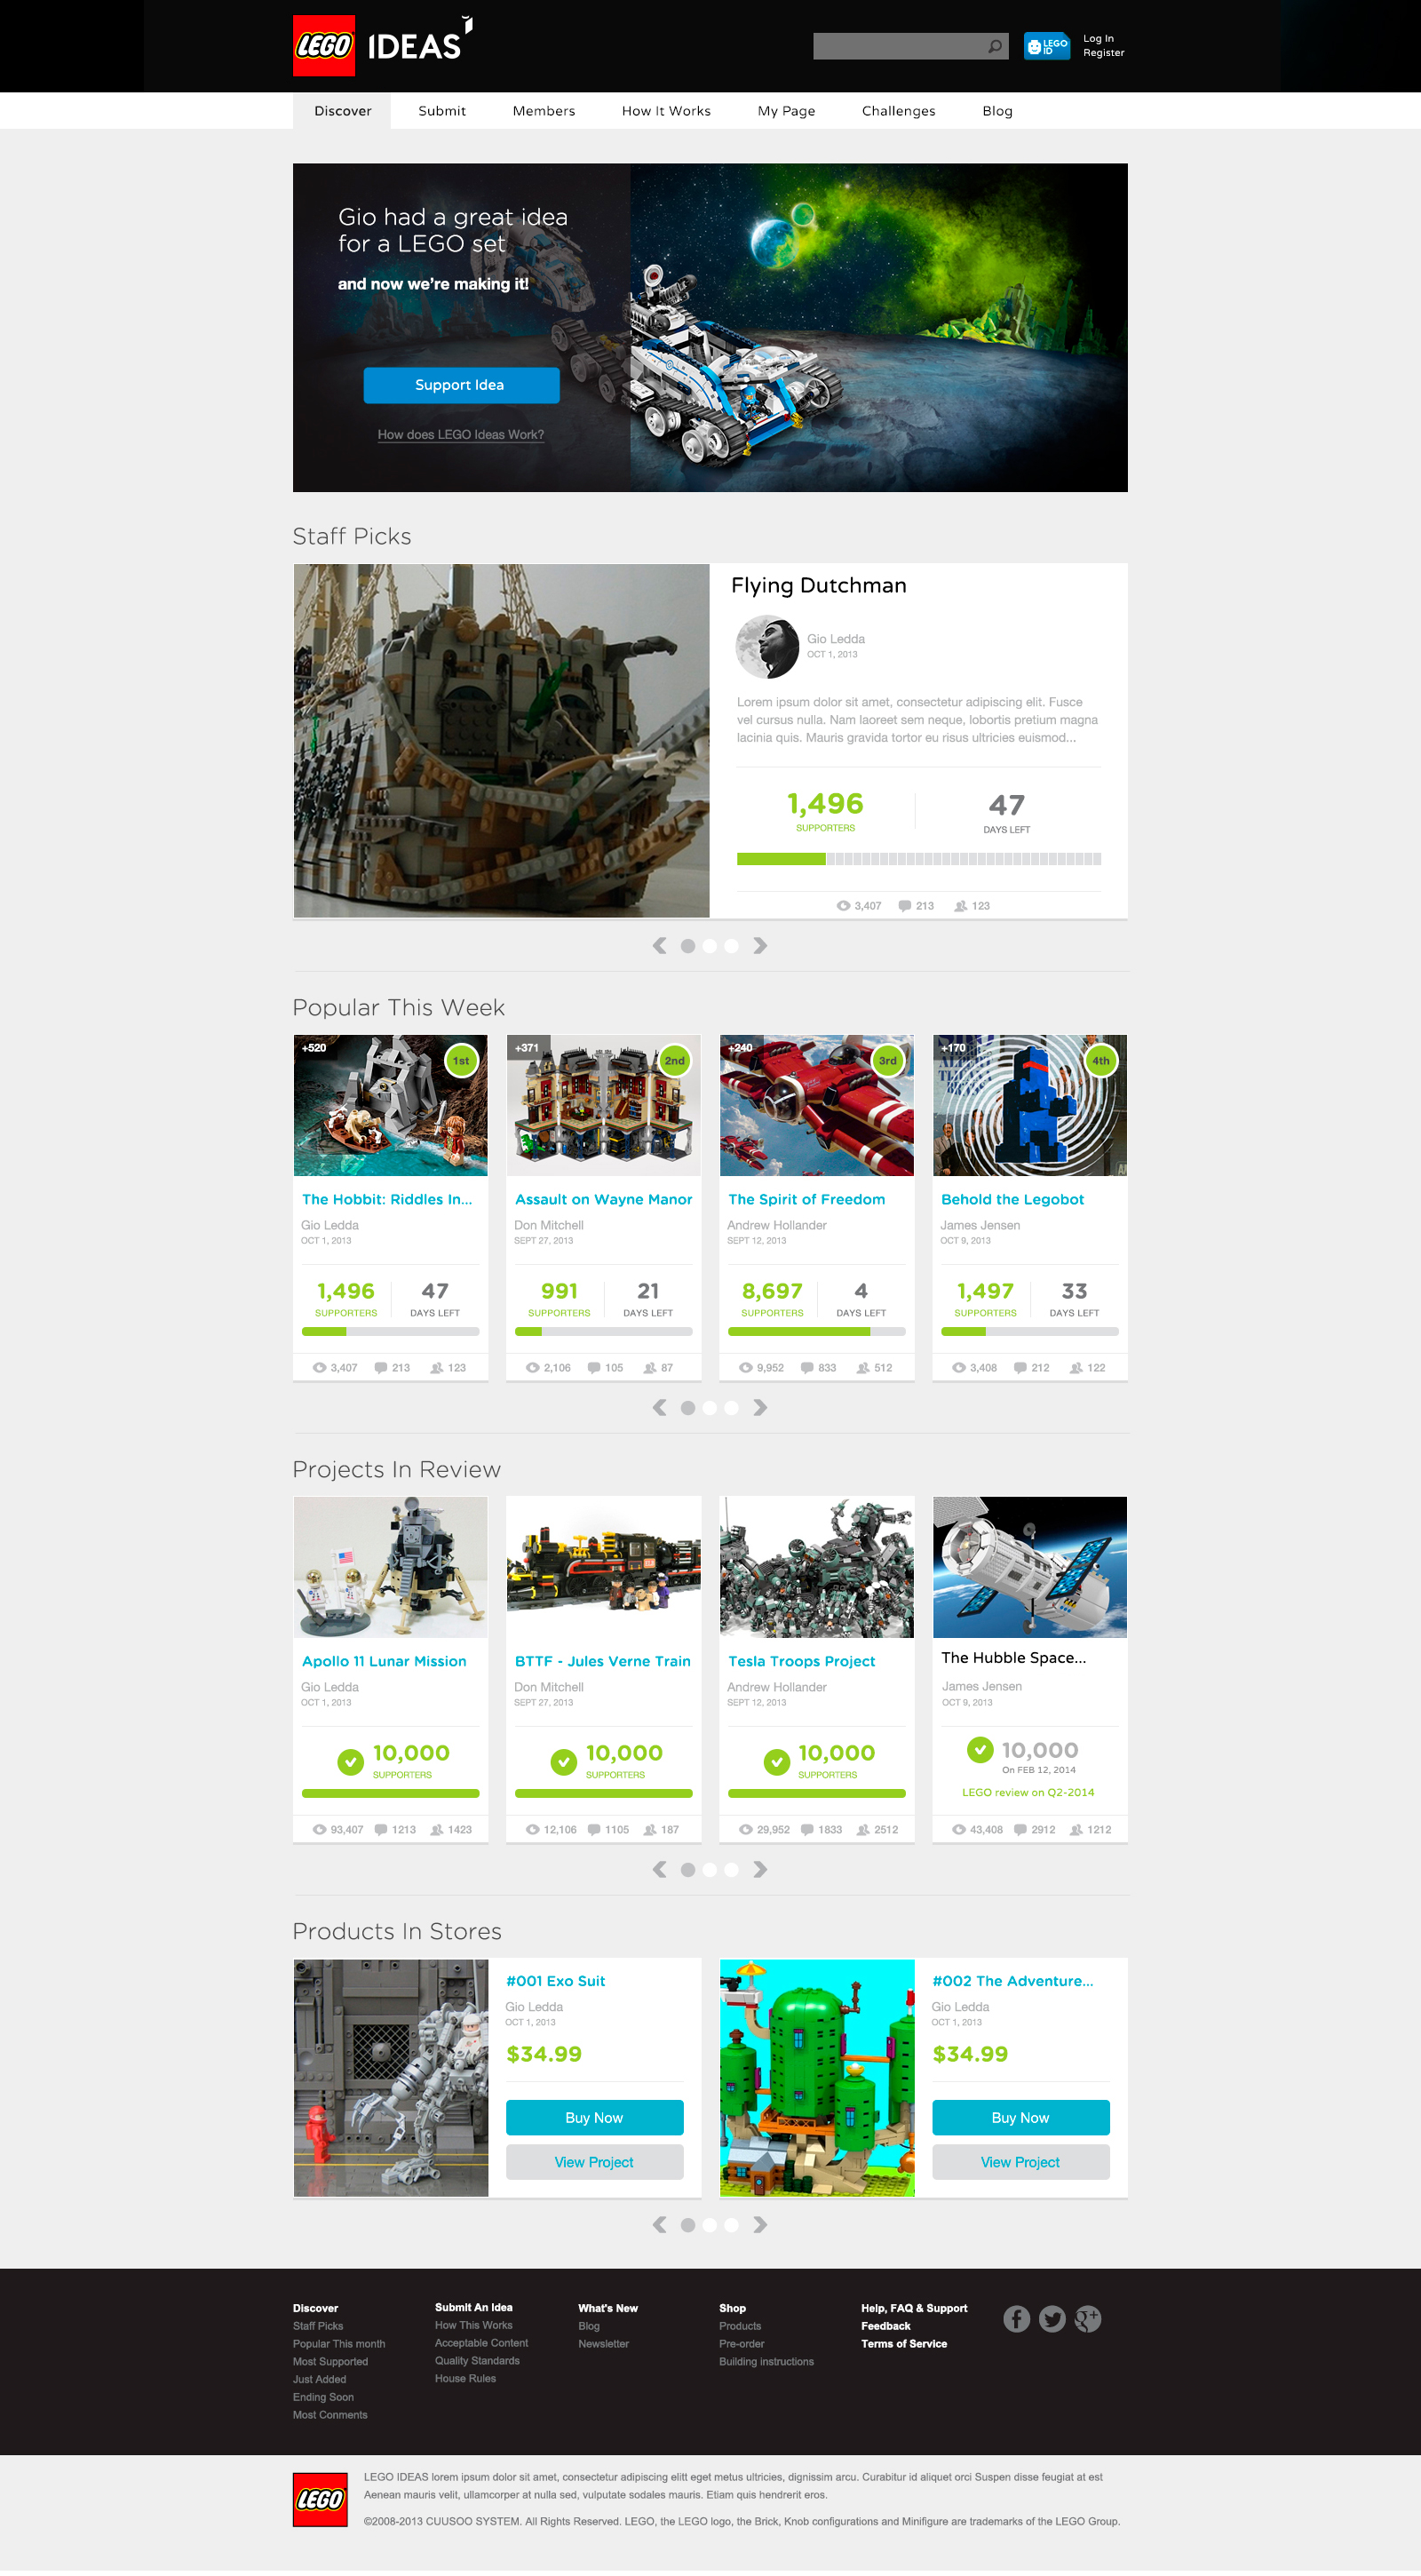 LEGO IDEAS
LEGO ID
Log In
Register
Discover Submit Members How It Works My Page Challenges Blog
Gio had a great idea
for a LEGO set
and now we're making it!
Support Idea
How does LEGO Ideas Work?
Staff Picks
Flying Dutchman
Gio Ledda
OCT 1, 2013
Lorem ipsum dolor sit amet, consectetur adipiscing elit. Fusce
vel cursus nulla. Nam laoreet sem neque, lobortis pretium magna
lacinia quis. Mauris gravida tortor eu risus ultricies euismod...
1,496 47
SUPPORTERS DAYS LEFT
3,407 213 123
Popular This Week
+520 1st +371 2nd +240 3rd +170 4th
The Hobbit: Riddles In... Assault on Wayne Manor The Spirit of Freedom Behold the Legobot
Gio Ledda Don Mitchell Andrew Hollander James Jensen
OCT 1, 2013 SEPT 27, 2013 SEPT 12, 2013 OCT 9, 2013
1,496 47 991 21 8,697 4 1,497 33
SUPPORTERS DAYS LEFT SUPPORTERS DAYS LEFT SUPPORTERS DAYS LEFT SUPPORTERS DAYS LEFT
3,407 213 123 2,106 105 87 9,952 833 512 3,408 212 122
Projects In Review
Apollo 11 Lunar Mission BTTF - Jules Verne Train Tesla Troops Project The Hubble Space...
Gio Ledda Don Mitchell Andrew Hollander James Jensen
OCT 1, 2013 SEPT 27, 2013 SEPT 12, 2013 OCT 9, 2013
10,000 10,000 10,000 10,000
SUPPORTERS SUPPORTERS SUPPORTERS On FEB 12, 2014
LEGO review on Q2-2014
93,407 1213 1423 12,106 1105 187 29,952 1833 2512 43,408 2912 1212
Products In Stores
#001 Exo Suit #002 The Adventure...
Gio Ledda Gio Ledda
OCT 1, 2013 OCT 1, 2013
$34.99 $34.99
Buy Now Buy Now
View Project View Project
Discover Submit An Idea What's New Shop Help, FAQ & Support
Staff Picks How This Works Blog Products Feedback
Popular This month Acceptable Content Newsletter Pre-order Terms of Service
Most Supported Quality Standards Building instructions
Just Added House Rules
Ending Soon
Most Conments
LEGO
LEGO IDEAS lorem ipsum dolor sit amet, consectetur adipiscing elitt eget metus ultricies, dignissim arcu. Curabitur id aliquet orci Suspen disse feugiat at est
Aenean mauris velit, ullamcorper at nulla sed, vulputate sodales mauris. Etiam quis hendrerit eros.
©2008-2013 CUUSOO SYSTEM. All Rights Reserved. LEGO, the LEGO logo, the Brick, Knob configurations and Minifigure are trademarks of the LEGO Group.